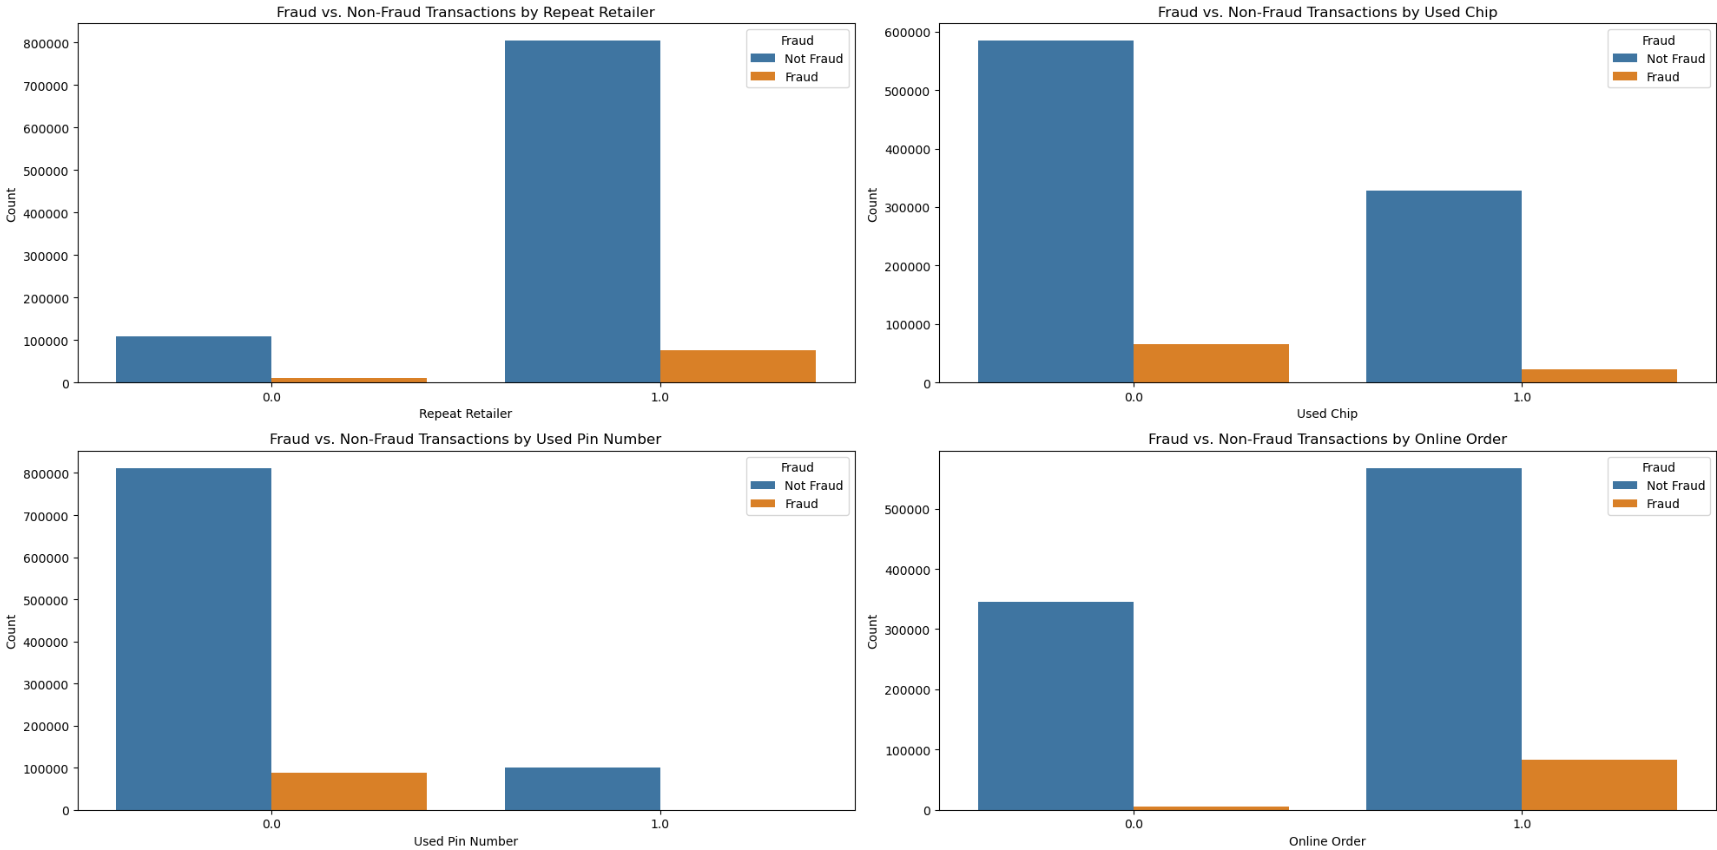 Fraud vs. Non-Fraud Transactions by Repeat Retailer
800000
700000
600000
500000
400000
300000
200000
100000
0
Count
0.0
1.0
Repeat Retailer
Fraud
Not Fraud
Fraud
Fraud vs. Non-Fraud Transactions by Used Chip
600000
500000
400000
300000
200000
100000
0
Count
0.0
1.0
Used Chip
Fraud
Not Fraud
Fraud
Fraud vs. Non-Fraud Transactions by Used Pin Number
800000
700000
600000
500000
400000
300000
200000
100000
0
Count
0.0
1.0
Used Pin Number
Fraud
Not Fraud
Fraud
Fraud vs. Non-Fraud Transactions by Online Order
500000
400000
300000
200000
100000
0
Count
0.0
1.0
Online Order
Fraud
Not Fraud
Fraud